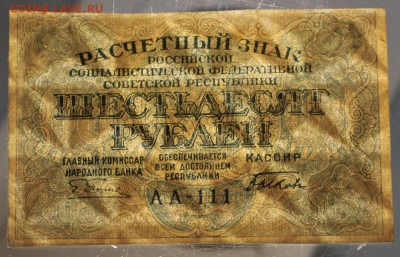 РАСЧЕТНЫЙ ЗНАК
РОССИЙСКОЙ
СОЦИАЛИСТИЧЕСКОЙ ФЕДЕРАТИВНОЙ
СОВЕТСКОЙ РЕСПУБЛИКИ
ШЕСТЬДЕСЯТ
РУБЛЕЙ
ГЛАВНЫЙ КОМИССАР
НАРОДНОГО БАНКА
ОБЕСПЕЧИВАЕТСЯ
ВСЕМ ДОСТОЯНИЕМ
РЕСПУБЛИКИ
КАССИР
АА-111